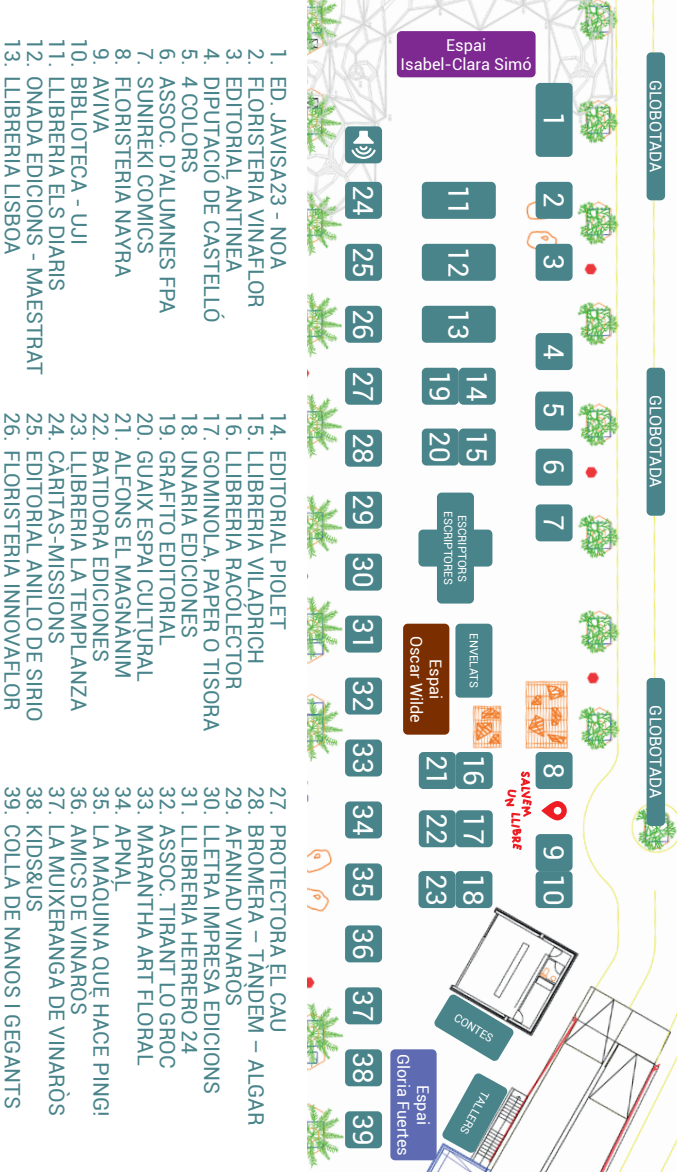 GLOBOTADA
GLOBOTADA
GLOBOTADA
Espai
Isabel-Clara Simó
1
2
3
4
5
6
7
8
9
10
SALVEM
UN LLIBRE
11
12
13
14
15
ESCRIPTORS
ESCRIPTORES
ENVELATS
16
17
18
CONTES
TALLERS
19
20
Espai
Oscar Wilde
21
22
23
Espai
Gloria Fuertes
24
25
26
27
28
29
30
31
32
33
34
35
36
37
38
39
1. ED. JAVISA23 - NOA
2. FLORISTERIA VINAFLOR
3. EDITORIAL ANTINEA
4. DIPUTACIÓ DE CASTELLÓ
5. 4 COLORS
6. ASSOC. D'ALUMNES FPA
7. SUNIREKI COMICS
8. FLORISTERIA NAYRA
9. AVIVA
10. BIBLIOTECA - UJI
11. LLIBRERIA ELS DIARIS
12. ONADA EDICIONS - MAESTRAT
13. LLIBRERIA LISBOA
14. EDITORIAL PIOLET
15. LLIBRERIA VILADRICH
16. LLIBRERIA RACÓLECTOR
17. GOMINOLA, PAPER O TISORA
18. UNARIA EDICIONES
19. GRAFITO EDITORIAL
20. GUAIX ESPAI CULTURAL
21. ALFONS EL MAGNÀNIM
22. BATIDORA EDICIONES
23. LLIBRERIA LA TEMPLANZA
24. CÀRITAS-MISSIONS
25. EDITORIAL ANILLO DE SIRIO
26. FLORISTERIA INNOVAFLOR
27. PROTECTORA EL CAU
28. BROMERA – TÀNDEM – ALGAR
29. AFANIAD VINARÒS
30. LLETRA IMPRESA EDICIONS
31. LLIBRERIA HERRERO 24
32. ASSOC. TIRANT LO GROC
33. MARANTHA ART FLORAL
34. APNAL
35. LA MÁQUINA QUE HACE PING!
36. AMICS DE VINARÒS
37. LA MUIXERANGA DE VINARÒS
38. KIDS&US
39. COLLA DE NANOS I GEGANTS